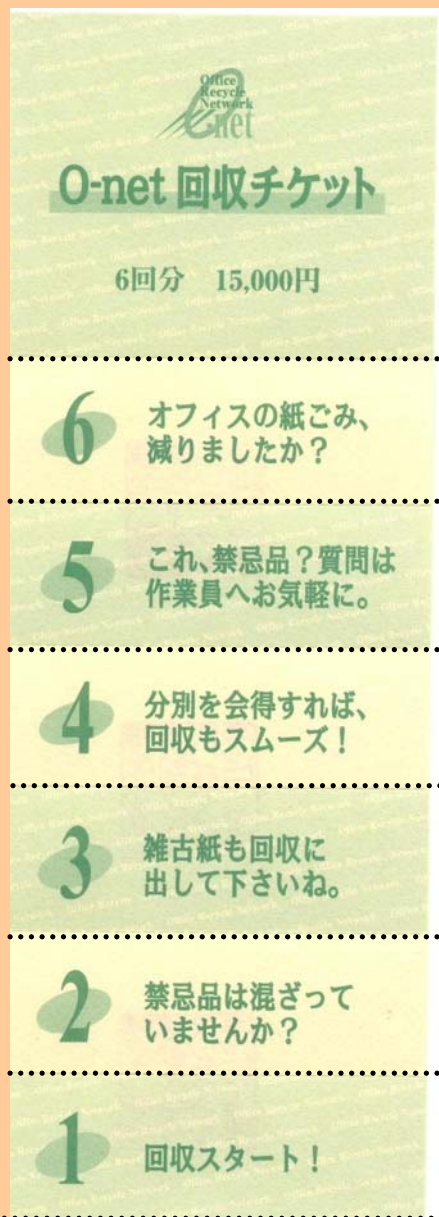 Office
Recycle
Network
O-net
O-net 回収チケット
6回分　15,000円
6
オフィスの紙ごみ、
減りましたか？
5
これ、禁忌品？質問は
作業員へお気軽に。
4
分別を会得すれば、
回収もスムーズ！
3
雑古紙も回収に
出して下さいね。
2
禁忌品は混ざって
いませんか？
1
回収スタート！